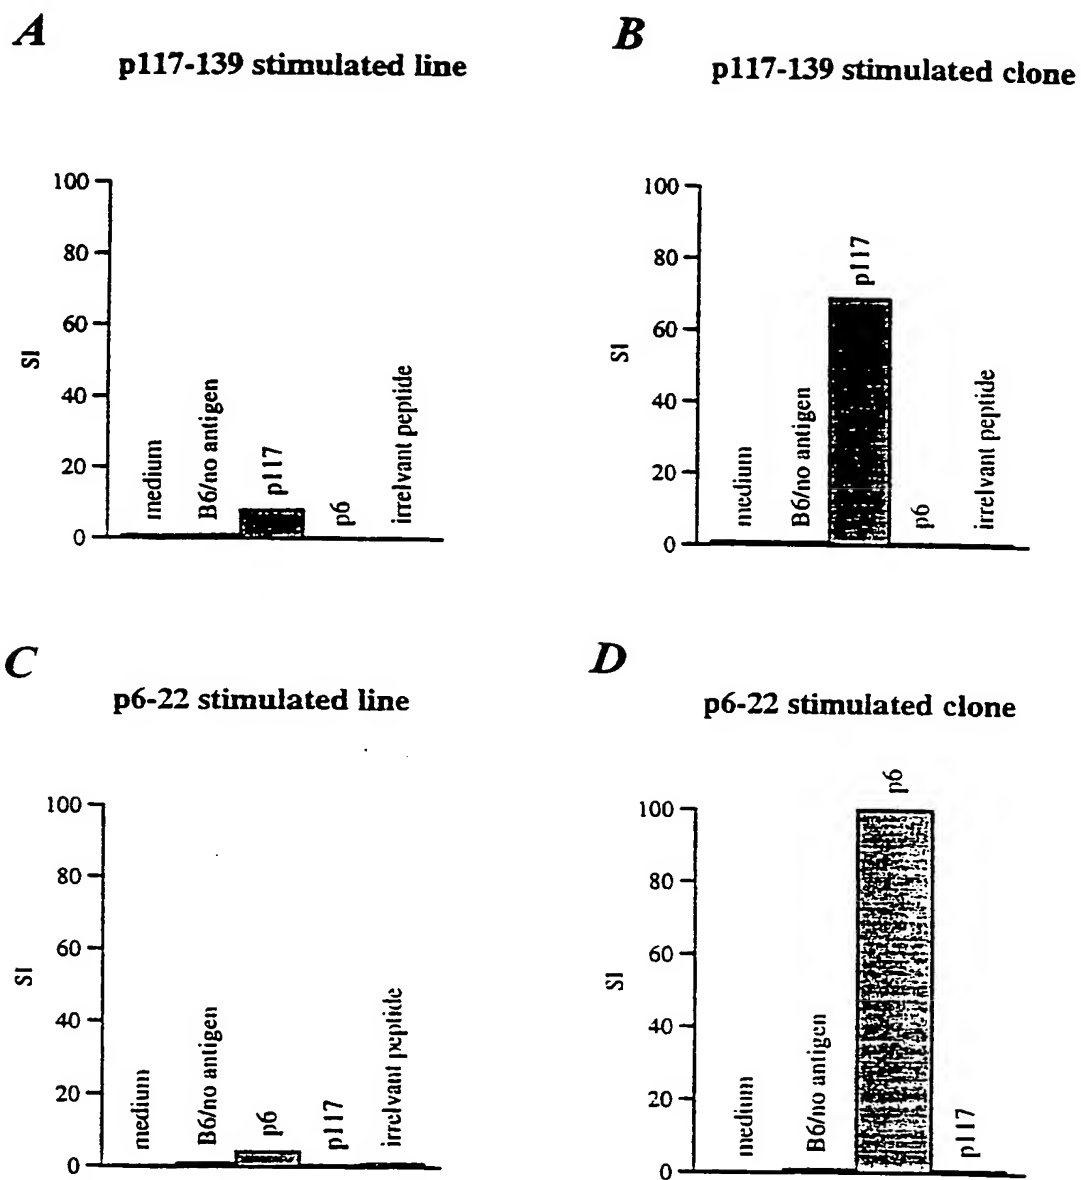 A
p117-139 stimulated line
100
80
60
40
20
0
SI
medium
B6/no antigen
p117
p6
irrelvant peptide
B
p117-139 stimulated clone
100
80
60
40
20
0
SI
medium
B6/no antigen
p117
p6
irrelvant peptide
C
p6-22 stimulated line
100
80
60
40
20
0
SI
medium
B6/no antigen
p6
p117
irrelvant peptide
D
p6-22 stimulated clone
100
80
60
40
20
0
SI
medium
B6/no antigen
p6
p117